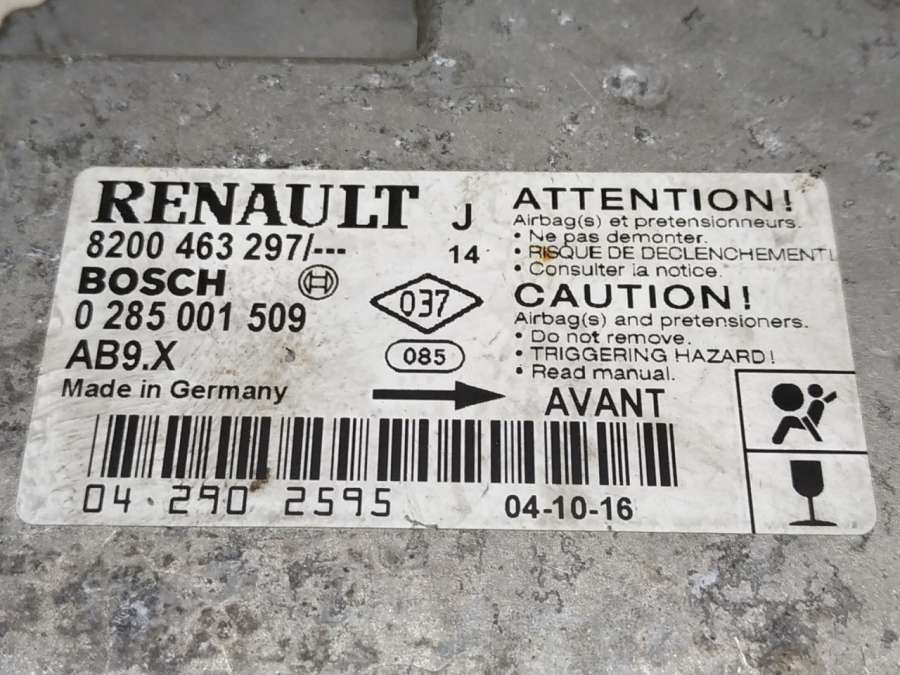 RENAULT
8200 463 297/---
J
14
BOSCH
0 285 001 509
AB9.X
Made in Germany
037
085
AVANT
ATTENTION!
Airbag(s) et pretensionneurs.
• Ne pas demonter.
• RISQUE DE DECLENCHEMENT!
• Consulter la notice.
CAUTION!
Airbag(s) and pretensioners.
• Do not remove.
• TRIGGERING HAZARD!
• Read manual.
04·290 2595
04-10-16